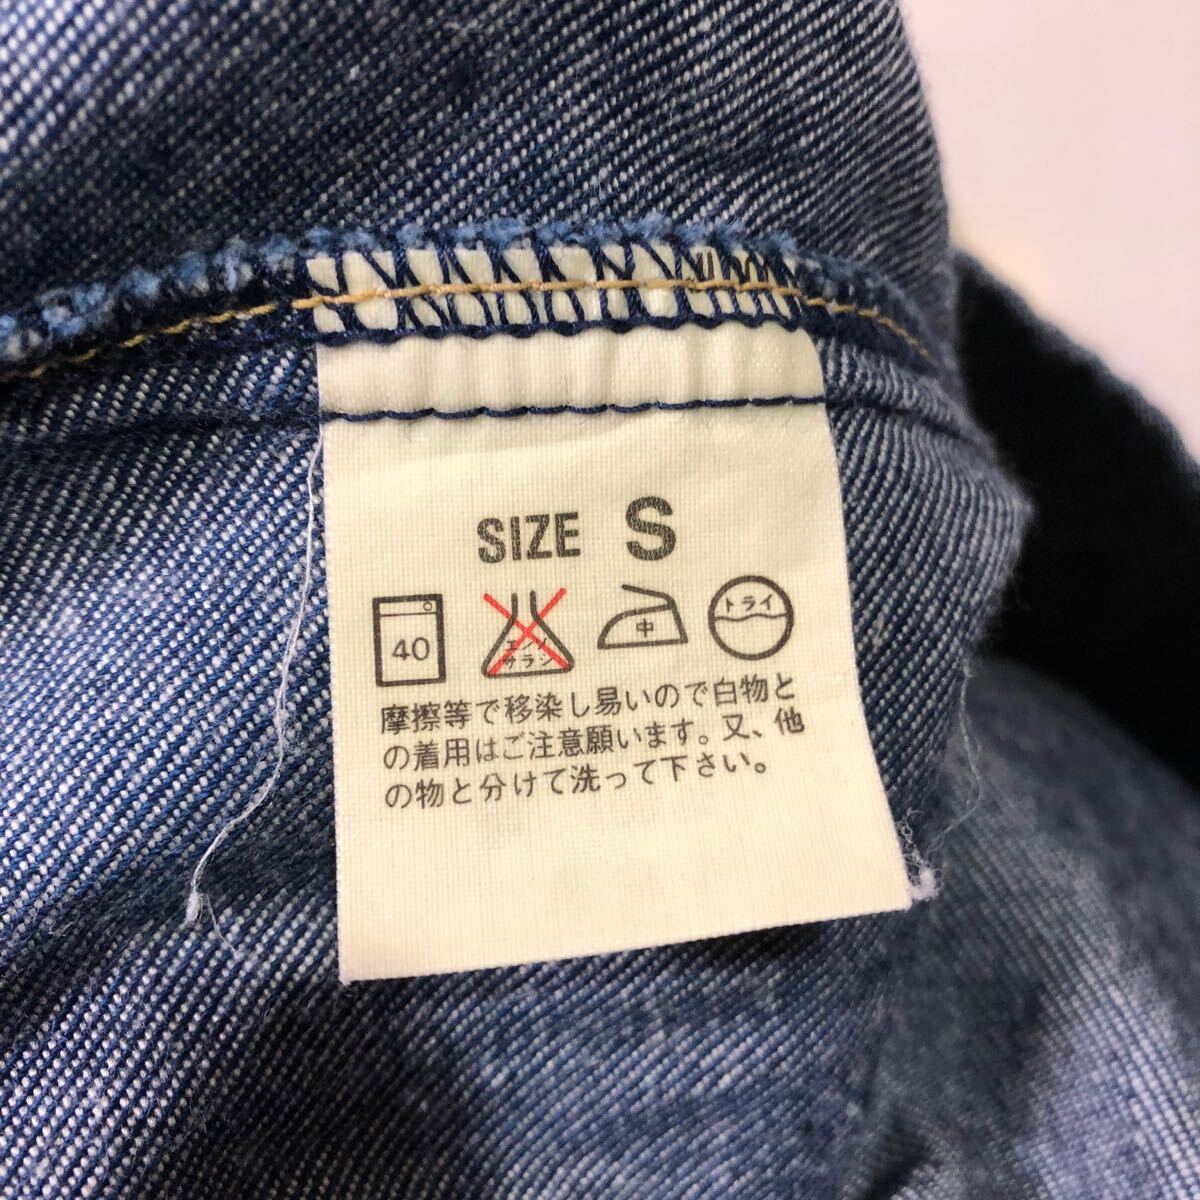 SIZE S
40
エンソ
サラシ
中
トライ
摩擦等で移染し易いので白物と
の着用はご注意願います。又、他
の物と分けて洗って下さい。